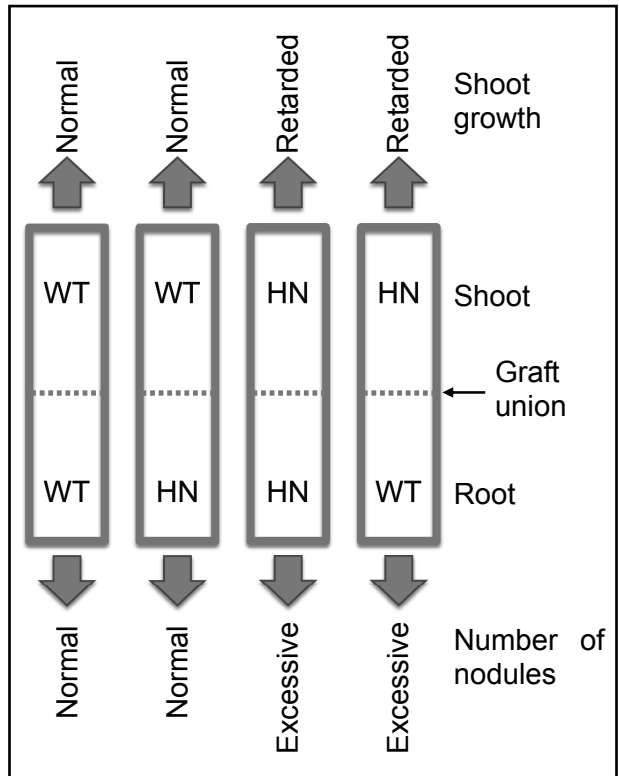 Normal
Normal
Retarded
Retarded
Shoot
growth
WT
WT
HN
HN
Shoot
Graft
union
WT
HN
HN
WT
Root
Normal
Normal
Excessive
Excessive
Number of
nodules